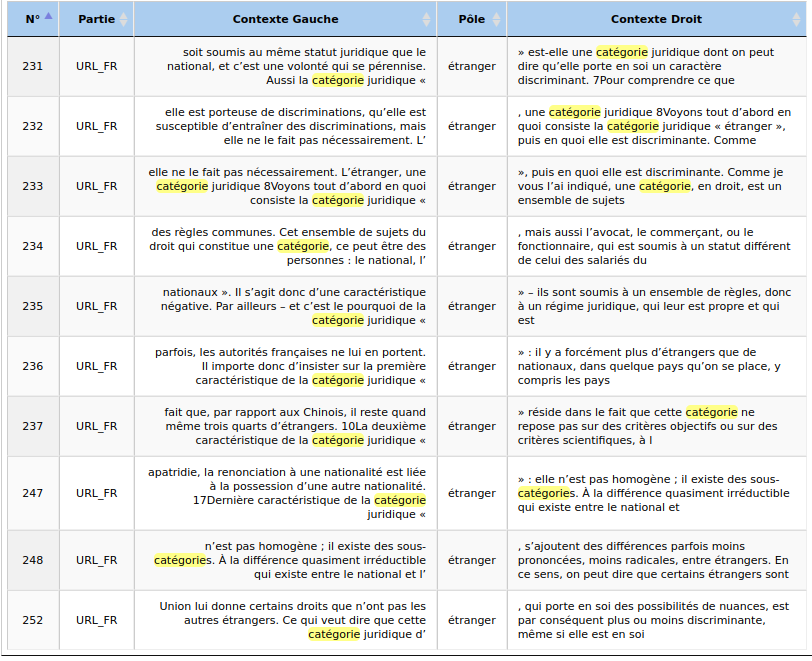 N° Partie Contexte Gauche Pôle Contexte Droit
231 URL_FR soit soumis au même statut juridique que le
national, et c’est une volonté qui se pérennise.
Aussi la catégorie juridique « étranger » est-elle une catégorie juridique dont on peut
dire qu’elle porte en soi un caractère
discriminant. 7Pour comprendre ce que
232 URL_FR elle est porteuse de discriminations, qu’elle est
susceptible d’entraîner des discriminations, mais
elle ne le fait pas nécessairement. L’ étranger , une catégorie juridique 8Voyons tout d’abord en
quoi consiste la catégorie juridique « étranger »,
puis en quoi elle est discriminante. Comme
233 URL_FR elle ne le fait pas nécessairement. L’étranger, une
catégorie juridique 8Voyons tout d’abord en quoi
consiste la catégorie juridique « étranger », puis en quoi elle est discriminante. Comme je
vous l’ai indiqué, une catégorie, en droit, est un
ensemble de sujets
234 URL_FR des règles communes. Cet ensemble de sujets du
droit qui constitue une catégorie, ce peut être des
personnes : le national, l’ étranger , mais aussi l’avocat, le commerçant, ou le
fonctionnaire, qui est soumis à un statut différent
de celui des salariés du
235 URL_FR nationaux ». Il s’agit donc d’une caractéristique
négative. Par ailleurs – et c’est le pourquoi de la
catégorie juridique « étranger » – ils sont soumis à un ensemble de règles, donc
à un régime juridique, qui leur est propre et qui
est
236 URL_FR parfois, les autorités françaises ne lui en portent.
Il importe donc d’insister sur la première
caractéristique de la catégorie juridique « étranger » : il y a forcément plus d’étrangers que de
nationaux, dans quelque pays qu’on se place, y
compris les pays
237 URL_FR fait que, par rapport aux Chinois, il reste quand
même trois quarts d’étrangers. 10La deuxième
caractéristique de la catégorie juridique « étranger » réside dans le fait que cette catégorie ne
repose pas sur des critères objectifs ou sur des
critères scientifiques, à l
247 URL_FR apatridie, la renonciation à une nationalité est liée
à la possession d’une autre nationalité.
17Dernière caractéristique de la catégorie
juridique « étranger » : elle n’est pas homogène ; il existe des sous-
catégories. À la différence quasiment irréductible
qui existe entre le national et
248 URL_FR n’est pas homogène ; il existe des sous-
catégories. À la différence quasiment irréductible
qui existe entre le national et l’ étranger , s’ajoutent des différences parfois moins
prononcées, moins radicales, entre étrangers. En
ce sens, on peut dire que certains étrangers sont
252 URL_FR Union lui donne certains droits que n’ont pas les
autres étrangers. Ce qui veut dire que cette
catégorie juridique d’ étranger , qui porte en soi des possibilités de nuances, est
par conséquent plus ou moins discriminante,
même si elle est en soi